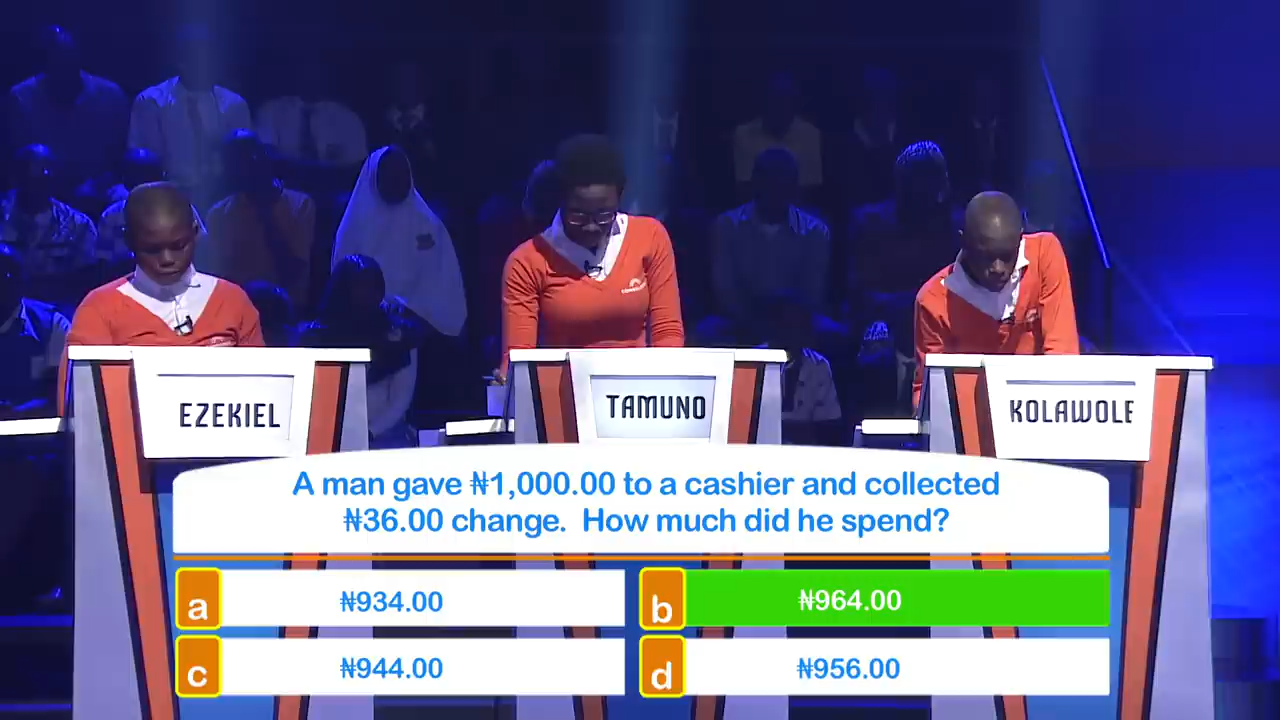 EZEKIEL
TAMUNO
KOLAWOLE
A man gave ₦1,000.00 to a cashier and collected
₦36.00 change.  How much did he spend?
a ₦934.00
b ₦964.00
c ₦944.00
d ₦956.00